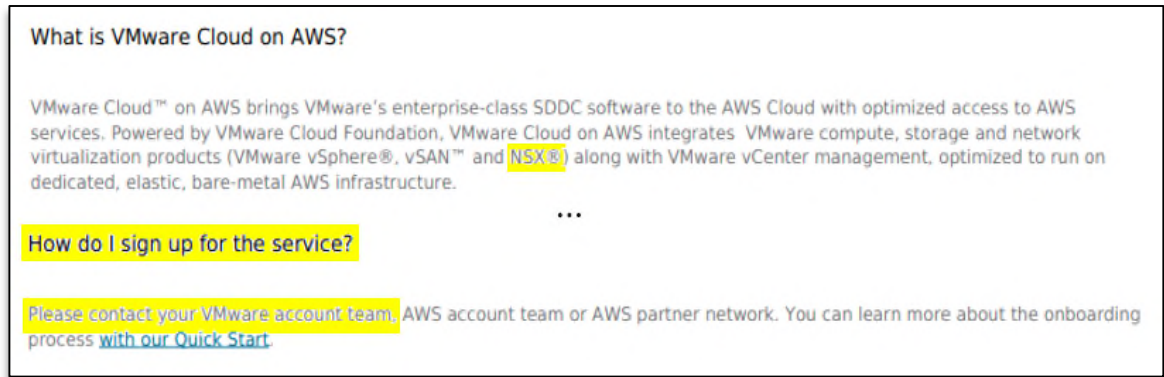 What is VMware Cloud on AWS?
VMware Cloud™ on AWS brings VMware's enterprise-class SDDC software to the AWS Cloud with optimized access to AWS
services. Powered by VMware Cloud Foundation, VMware Cloud on AWS integrates VMware compute, storage and network
virtualization products (VMware vSphere®, vSAN™ and NSX®) along with VMware vCenter management, optimized to run on
dedicated, elastic, bare-metal AWS infrastructure.
...
How do I sign up for the service?
Please contact your VMware account team, AWS account team or AWS partner network. You can learn more about the onboarding
process with our Quick Start.